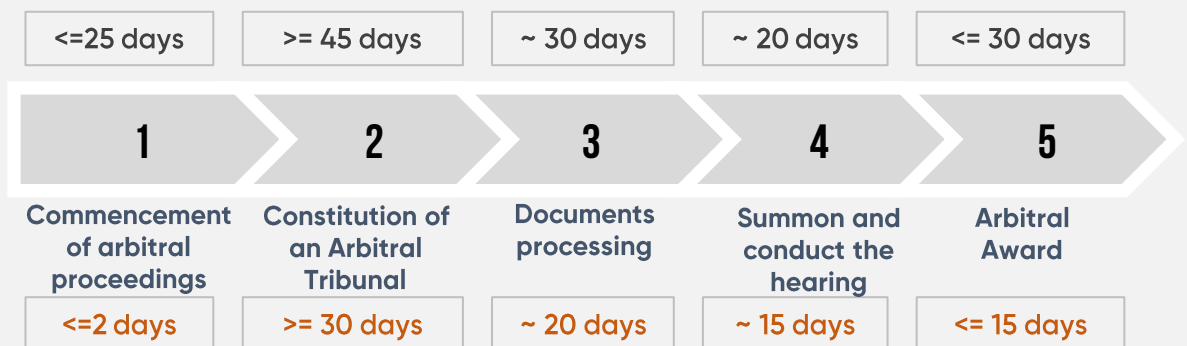 <=25 days
>= 45 days
~ 30 days
~ 20 days
<= 30 days
1
2
3
4
5
Commencement
of arbitral
proceedings
Constitution of
an Arbitral
Tribunal
Documents
processing
Summon and
conduct the
hearing
Arbitral
Award
<=2 days
>= 30 days
~ 20 days
~ 15 days
<= 15 days